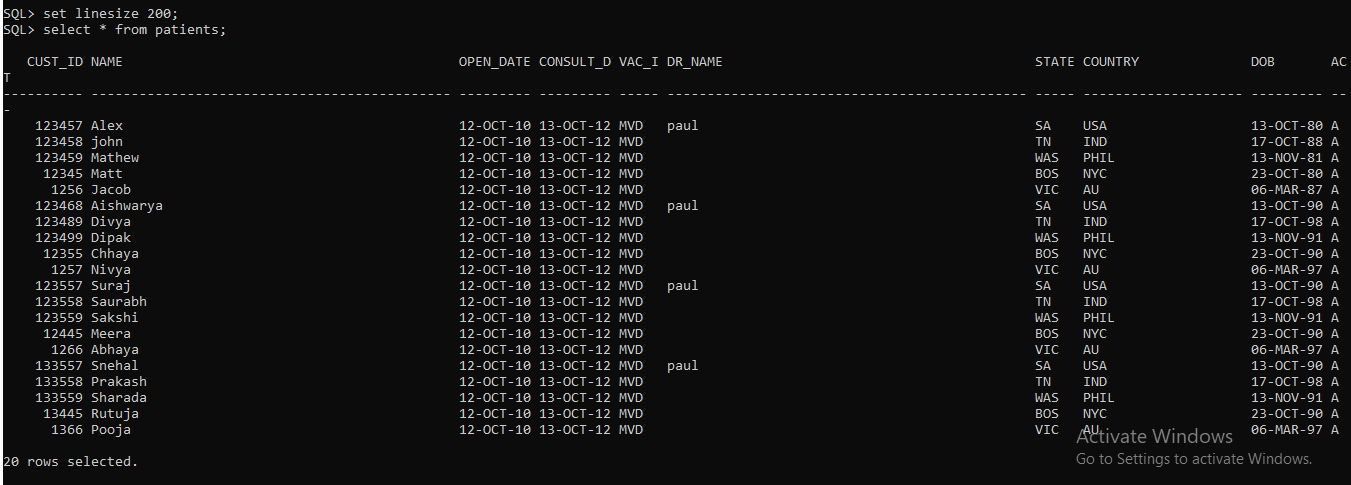 SQL> set linesize 200;
SQL> select * from patients;
   CUST_ID NAME                                          OPEN_DATE CONSULT_D VAC_I DR_NAME                                       STATE COUNTRY              DOB       AC
T
---------- --------------------------------------------- --------- --------- ----- --------------------------------------------- ----- -------------------- --------- --
-
    123457 Alex                                          12-OCT-10 13-OCT-12 MVD   paul                                          SA    USA                  13-OCT-80 A
    123458 john                                          12-OCT-10 13-OCT-12 MVD                                                 TN    IND                  17-OCT-88 A
    123459 Mathew                                        12-OCT-10 13-OCT-12 MVD                                                 WAS   PHIL                 13-NOV-81 A
     12345 Matt                                          12-OCT-10 13-OCT-12 MVD                                                 BOS   NYC                  23-OCT-80 A
      1256 Jacob                                         12-OCT-10 13-OCT-12 MVD                                                 VIC   AU                   06-MAR-87 A
    123468 Aishwarya                                     12-OCT-10 13-OCT-12 MVD   paul                                          SA    USA                  13-OCT-90 A
    123489 Divya                                         12-OCT-10 13-OCT-12 MVD                                                 TN    IND                  17-OCT-98 A
    123499 Dipak                                         12-OCT-10 13-OCT-12 MVD                                                 WAS   PHIL                 13-NOV-91 A
     12355 Chhaya                                        12-OCT-10 13-OCT-12 MVD                                                 BOS   NYC                  23-OCT-90 A
      1257 Nivya                                         12-OCT-10 13-OCT-12 MVD                                                 VIC   AU                   06-MAR-97 A
    123557 Suraj                                         12-OCT-10 13-OCT-12 MVD   paul                                          SA    USA                  13-OCT-90 A
    123558 Saurabh                                       12-OCT-10 13-OCT-12 MVD                                                 TN    IND                  17-OCT-98 A
    123559 Sakshi                                        12-OCT-10 13-OCT-12 MVD                                                 WAS   PHIL                 13-NOV-91 A
     12445 Meera                                         12-OCT-10 13-OCT-12 MVD                                                 BOS   NYC                  23-OCT-90 A
      1266 Abhaya                                        12-OCT-10 13-OCT-12 MVD                                                 VIC   AU                   06-MAR-97 A
    133557 Snehal                                        12-OCT-10 13-OCT-12 MVD   paul                                          SA    USA                  13-OCT-90 A
    133558 Prakash                                       12-OCT-10 13-OCT-12 MVD                                                 TN    IND                  17-OCT-98 A
    133559 Sharada                                       12-OCT-10 13-OCT-12 MVD                                                 WAS   PHIL                 13-NOV-91 A
     13445 Rutuja                                        12-OCT-10 13-OCT-12 MVD                                                 BOS   NYC                  23-OCT-90 A
      1366 Pooja                                         12-OCT-10 13-OCT-12 MVD                                                 VIC   AU                   06-MAR-97 A
20 rows selected.
Activate Windows
Go to Settings to activate Windows.